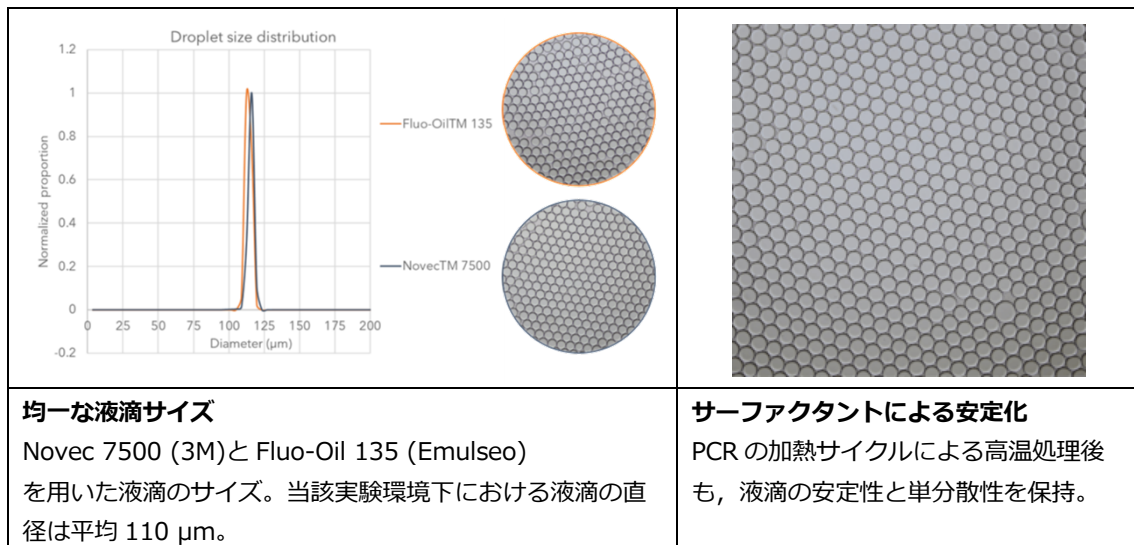 Droplet size distribution
1.2
1
0.8
0.6
0.4
0.2
0
-0.2
Normalized proportion
0 25 50 75 100 125 150 175 200
Diameter (µm)
Fluo-OilTM 135
NovecTM 7500
均一な液滴サイズ
Novec 7500 (3M)と Fluo-Oil 135 (Emulseo)
を用いた液滴のサイズ。当該実験環境下における液滴の直
径は平均 110 µm。
サーファクタントによる安定化
PCR の加熱サイクルによる高温処理後
も，液滴の安定性と単分散性を保持。